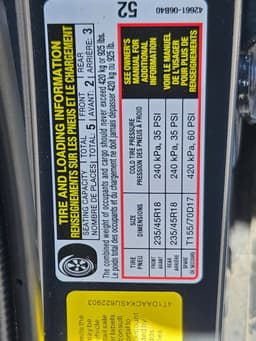 42661-06B40
52
TIRE AND LOADING INFORMATION
RENSEIGNEMENTS SUR LES PNEUS ET LE CHARGEMENT
SEATING CAPACITY TOTAL 5 FRONT 2 REAR 3
NOMBRE DE PLACES: TOTAL AVANT: ARRIÈRE:
The combined weight of occupants and cargo should never exceed 420 kg or 925 lbs.
Le poids total des occupants et du chargement ne doit jamais dépasser 420 kg ou 925 lb.
TIRE
PNEU
SIZE
DIMENSIONS
COLD TIRE PRESSURE
PRESSION DES PNEUS À FROID
FRONT
AVANT
235/45R18
240 kPa, 35 PSI
REAR
ARRIÈRE
235/45R18
240 kPa, 35 PSI
SPARE
DE SECOURS
T155/70D17
420 kPa, 60 PSI
SEE OWNER'S
MANUAL FOR
ADDITIONAL
INFORMATION
VOIR LE MANUEL
DE L'USAGER
POUR PLUS DE
RENSEIGNEMENTS
4T1DAACK4SU622903